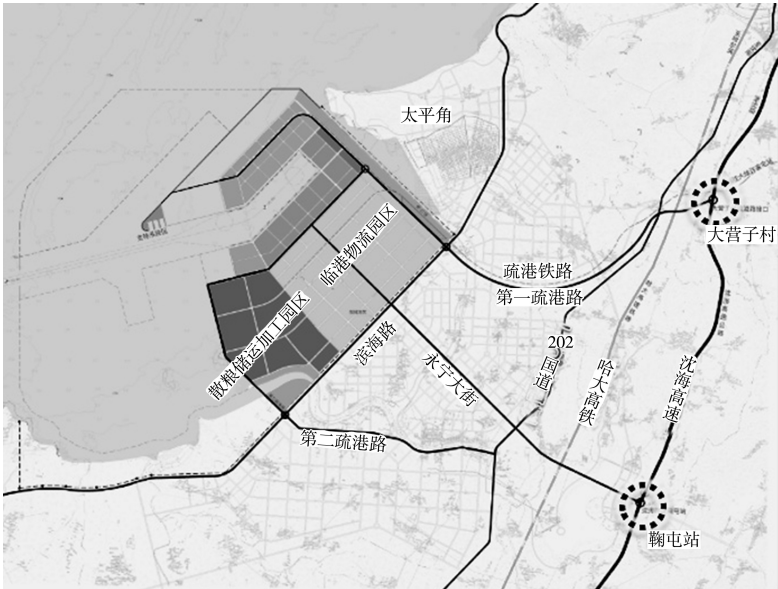 太平角
大营子村
临港物流园区
疏港铁路
第一疏港路
散粮储运加工园区
滨海路
202
国道
永宁大街
哈大高铁
沈海高速
第二疏港路
鞠屯站